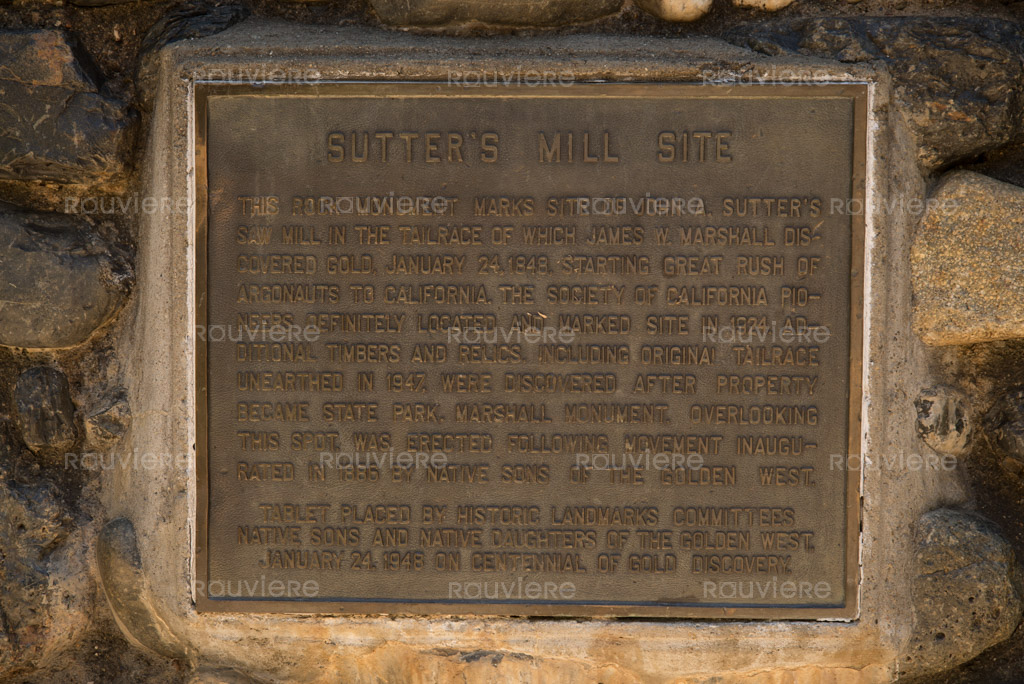 SUTTER'S MILL SITE
THIS ROCK MONUMENT MARKS SITE OF JOHN A. SUTTER'S
SAW MILL IN THE TAILRACE OF WHICH JAMES W. MARSHALL DIS-
COVERED GOLD, JANUARY 24, 1848, STARTING GREAT RUSH OF
ARGONAUTS TO CALIFORNIA. THE SOCIETY OF CALIFORNIA PIO-
NEERS DEFINITELY LOCATED AND MARKED SITE IN 1924. AD-
DITIONAL TIMBERS AND RELICS, INCLUDING ORIGINAL TAILRACE
UNEARTHED IN 1947, WERE DISCOVERED AFTER PROPERTY
BECAME STATE PARK. MARSHALL MONUMENT, OVERLOOKING
THIS SPOT, WAS ERECTED FOLLOWING MOVEMENT INAUGU-
RATED IN 1886 BY NATIVE SONS OF THE GOLDEN WEST.
TABLET PLACED BY HISTORIC LANDMARKS COMMITTEES
NATIVE SONS AND NATIVE DAUGHTERS OF THE GOLDEN WEST.
JANUARY 24, 1948 ON CENTENNIAL OF GOLD DISCOVERY.
ROUVIERE